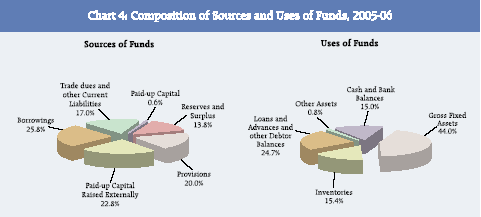 Chart 4: Composition of Sources and Uses of Funds, 2005-06
Sources of Funds
Trade dues and
other Current
Liabilities
17.0%
Paid-up Capital
0.6%
Reserves and
Surplus
13.8%
Borrowings
25.8%
Provisions
20.0%
Paid-up Capital
Raised Externally
22.8%
Uses of Funds
Cash and Bank
Balances
15.0%
Other Assets
0.8%
Gross Fixed
Assets
44.0%
Loans and
Advances and
other Debtor
Balances
24.7%
Inventories
15.4%